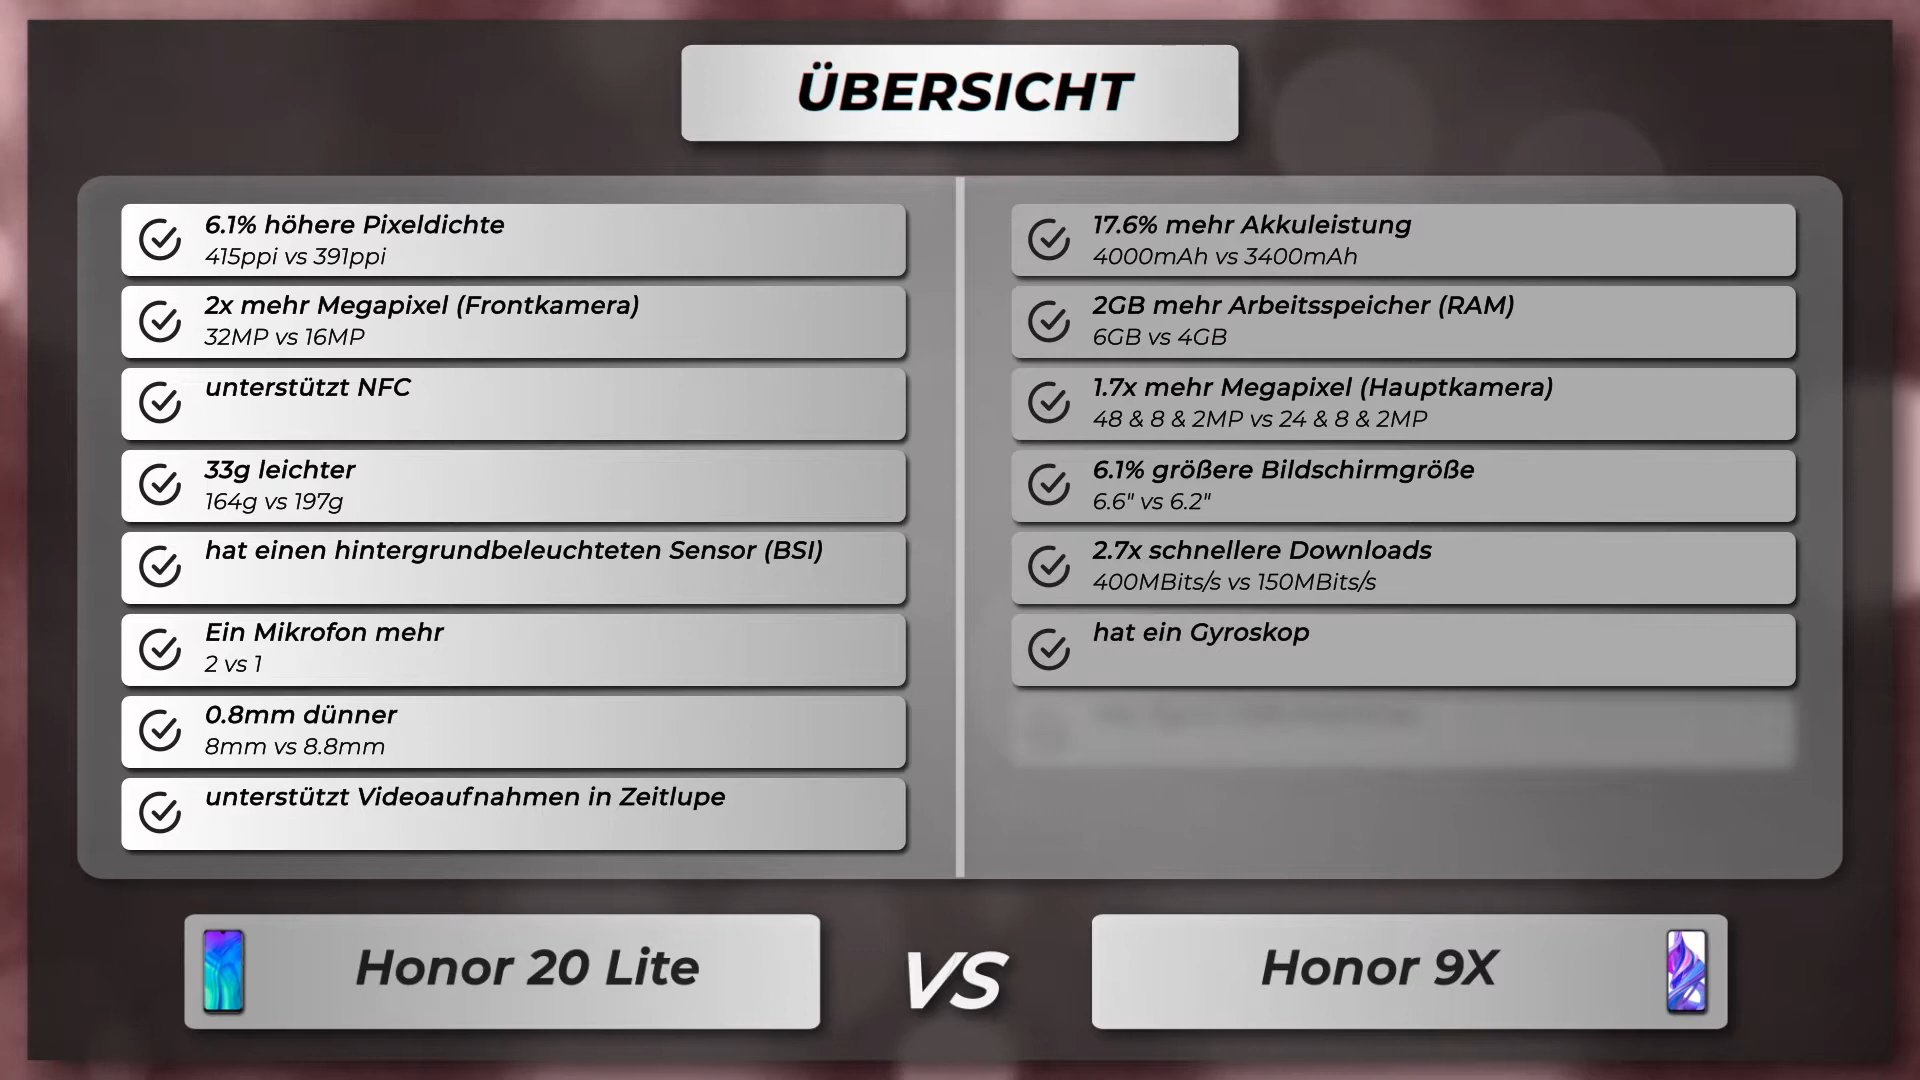 ÜBERSICHT
6.1% höhere Pixeldichte
415ppi vs 391ppi
2x mehr Megapixel (Frontkamera)
32MP vs 16MP
unterstützt NFC
33g leichter
164g vs 197g
hat einen hintergrundbeleuchteten Sensor (BSI)
Ein Mikrofon mehr
2 vs 1
0.8mm dünner
8mm vs 8.8mm
unterstützt Videoaufnahmen in Zeitlupe
17.6% mehr Akkuleistung
4000mAh vs 3400mAh
2GB mehr Arbeitsspeicher (RAM)
6GB vs 4GB
1.7x mehr Megapixel (Hauptkamera)
48 & 8 & 2MP vs 24 & 8 & 2MP
6.1% größere Bildschirmgröße
6.6" vs 6.2"
2.7x schnellere Downloads
400MBits/s vs 150MBits/s
hat ein Gyroskop
Honor 20 Lite
VS
Honor 9X